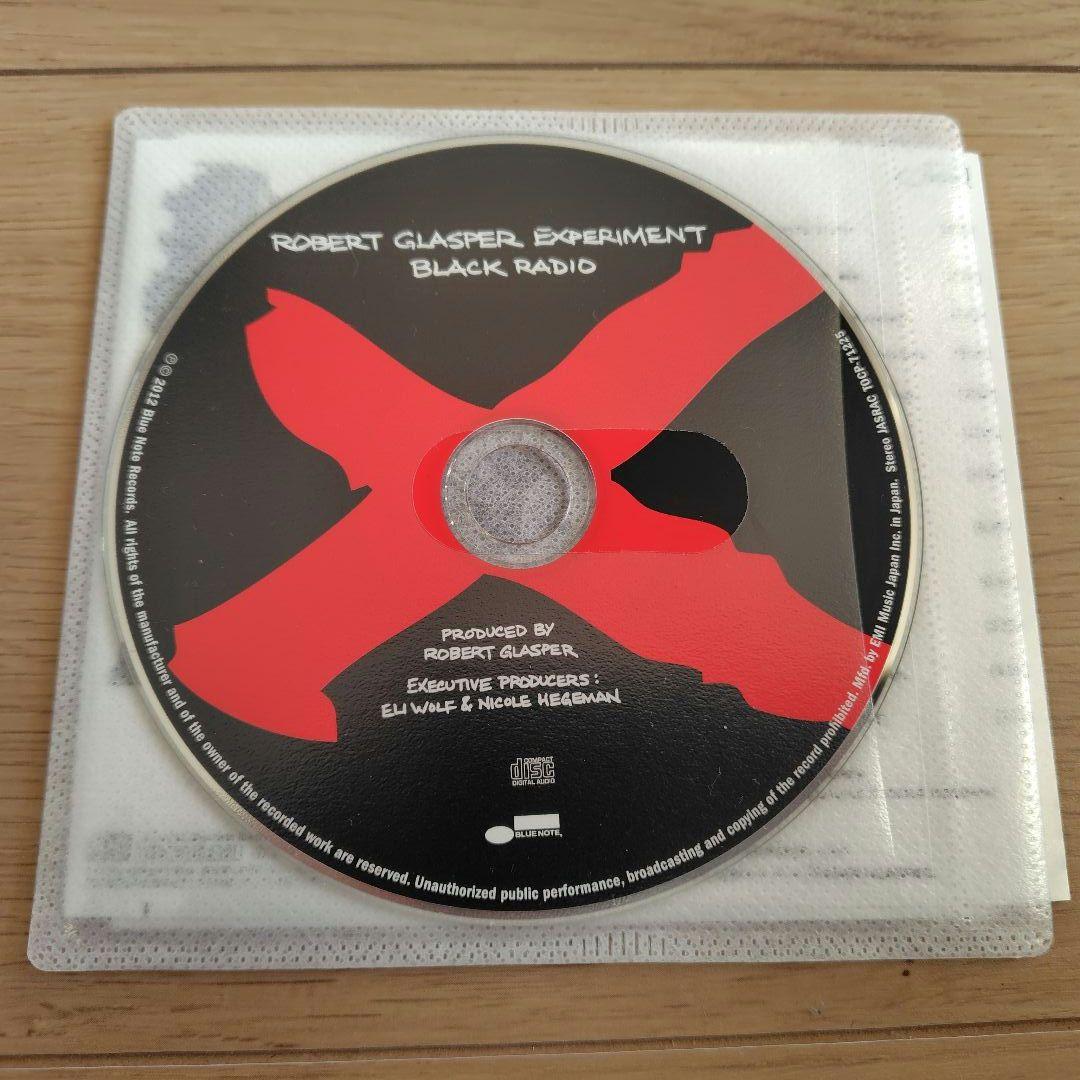 ROBERT GLASPER EXPERIMENT
BLACK RADIO
PRODUCED BY
ROBERT GLASPER
EXECUTIVE PRODUCERS:
ELI WOLF & NICOLE HEGEMAN
COMPACT
disc
DIGITAL AUDIO
BLUE NOTE
℗© 2012 Blue Note Records. All rights of the manufacturer and of the owner of the recorded work are reserved. Unauthorized public performance, broadcasting and copying of the record prohibited. Mfd. by EMI Music Japan Inc. in Japan. Stereo JASRAC TOCP-71225